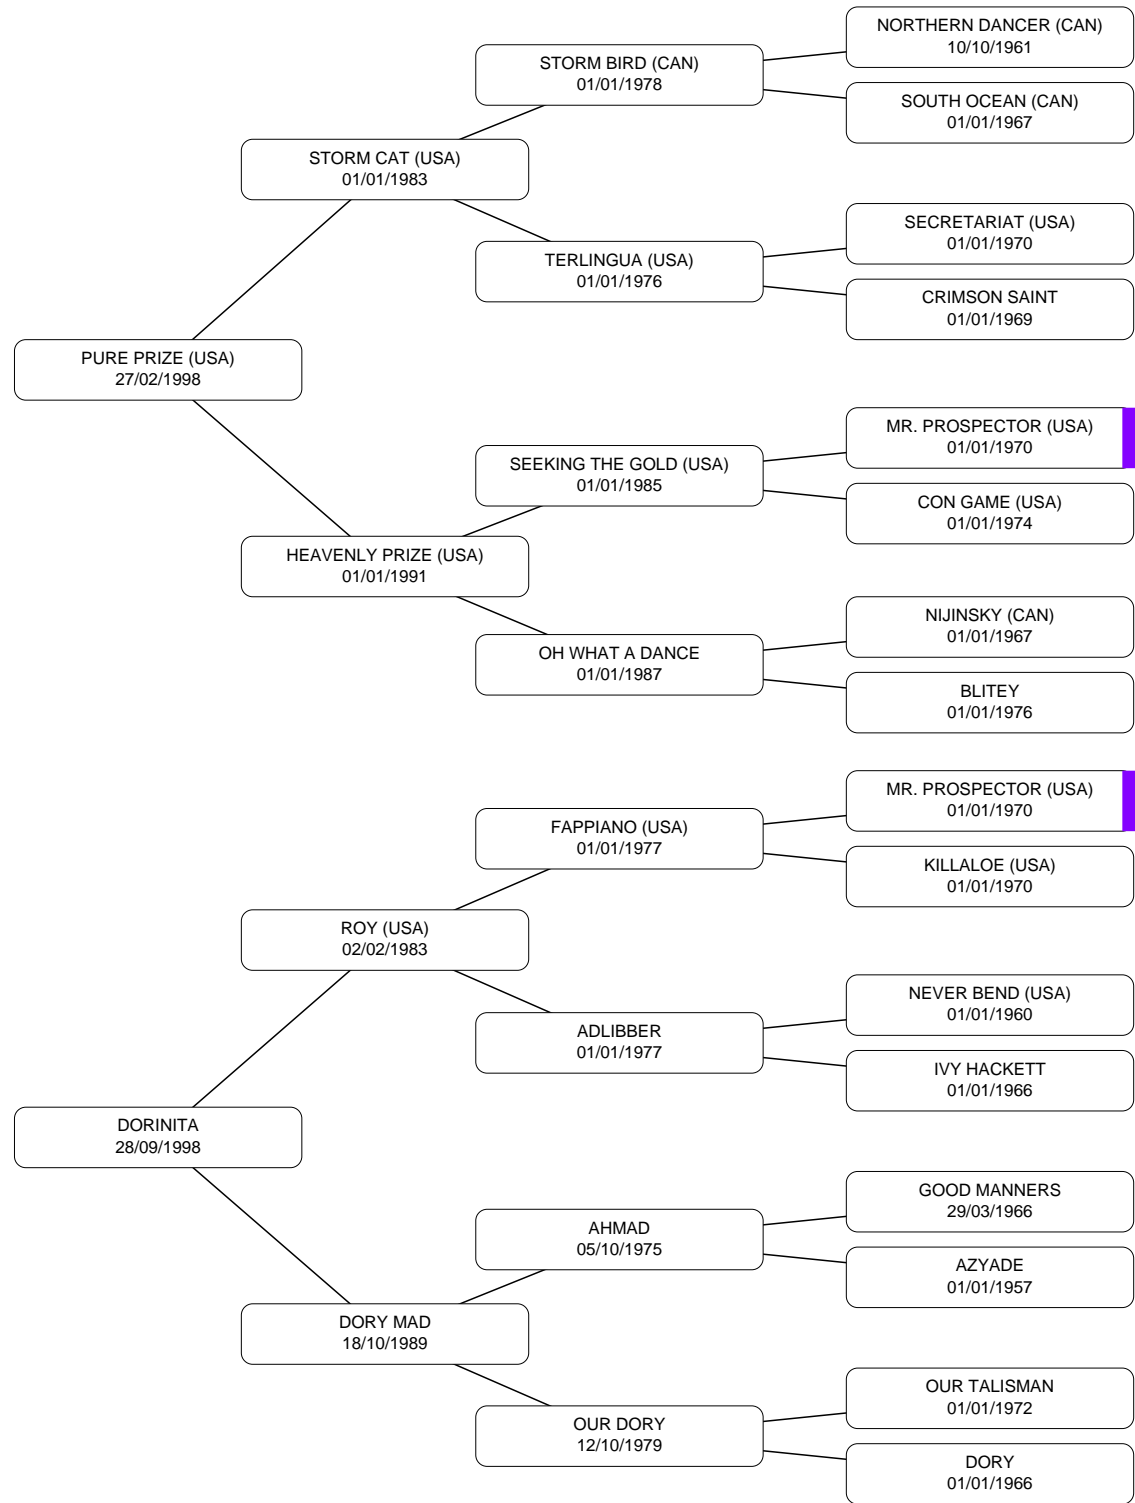 NORTHERN DANCER (CAN)
10/10/1961
STORM BIRD (CAN)
01/01/1978
SOUTH OCEAN (CAN)
01/01/1967
STORM CAT (USA)
01/01/1983
SECRETARIAT (USA)
01/01/1970
TERLINGUA (USA)
01/01/1976
CRIMSON SAINT
01/01/1969
PURE PRIZE (USA)
27/02/1998
MR. PROSPECTOR (USA)
01/01/1970
SEEKING THE GOLD (USA)
01/01/1985
CON GAME (USA)
01/01/1974
HEAVENLY PRIZE (USA)
01/01/1991
NIJINSKY (CAN)
01/01/1967
OH WHAT A DANCE
01/01/1987
BLITEY
01/01/1976
MR. PROSPECTOR (USA)
01/01/1970
FAPPIANO (USA)
01/01/1977
KILLALOE (USA)
01/01/1970
ROY (USA)
02/02/1983
NEVER BEND (USA)
01/01/1960
ADLIBBER
01/01/1977
IVY HACKETT
01/01/1966
DORINITA
28/09/1998
GOOD MANNERS
29/03/1966
AHMAD
05/10/1975
AZYADE
01/01/1957
DORY MAD
18/10/1989
OUR TALISMAN
01/01/1972
OUR DORY
12/10/1979
DORY
01/01/1966